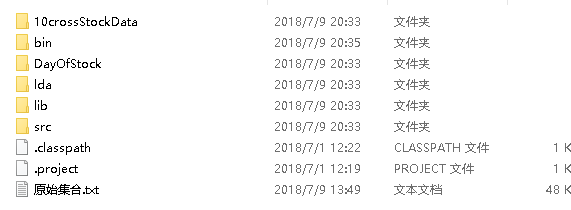 10crossStockData 2018/7/9 20:33 文件夹
bin 2018/7/9 20:35 文件夹
DayOfStock 2018/7/9 20:33 文件夹
lda 2018/7/9 20:33 文件夹
lib 2018/7/9 20:33 文件夹
src 2018/7/9 20:33 文件夹
.classpath 2018/7/1 12:22 CLASSPATH 文件 1 K
.project 2018/7/1 12:19 PROJECT 文件 1 K
原始集合.txt 2018/7/9 13:49 文本文档 48 K